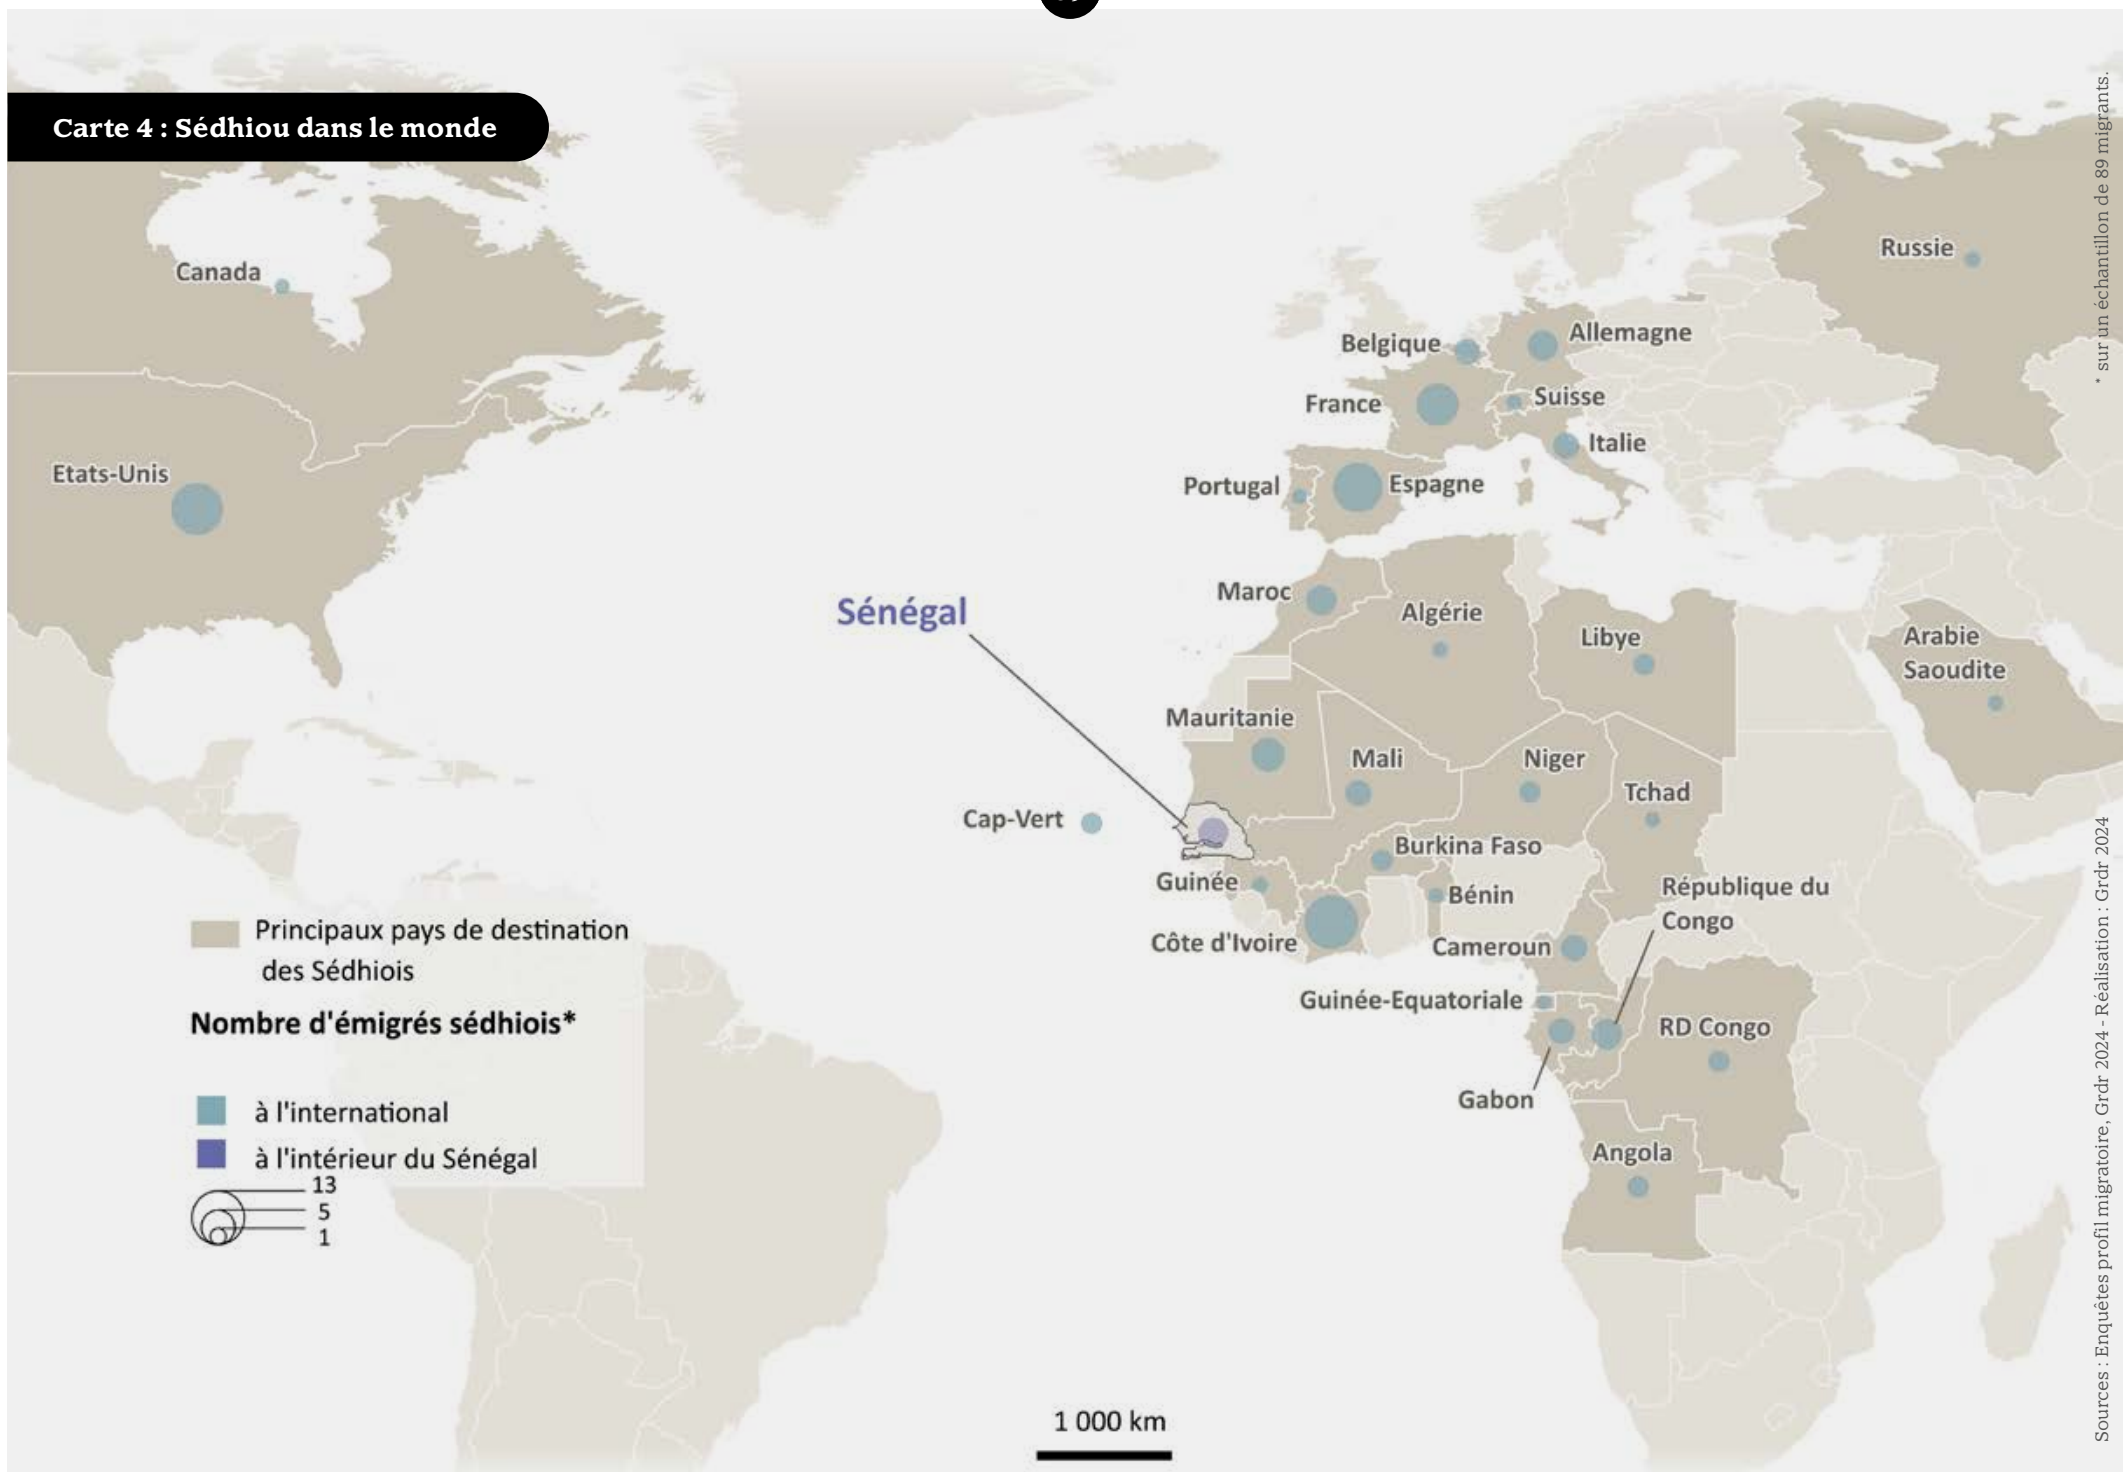 Carte 4 : Sédhiou dans le monde
* sur un échantillon de 89 migrants.
Canada
Russie
Belgique
Allemagne
France
Suisse
Italie
Etats-Unis
Portugal
Espagne
Maroc
Algérie
Libye
Arabie
Saoudite
Sénégal
Mauritanie
Mali
Niger
Tchad
Cap-Vert
Burkina Faso
Guinée
Bénin
République du
Congo
Côte d'Ivoire
Cameroun
Guinée-Equatoriale
RD Congo
Gabon
Angola
Principaux pays de destination
des Sédhiois
Nombre d'émigrés sédhiois*
à l'international
à l'intérieur du Sénégal
13
5
1
1 000 km
Sources : Enquêtes profil migratoire, Grdr 2024 - Réalisation : Grdr 2024